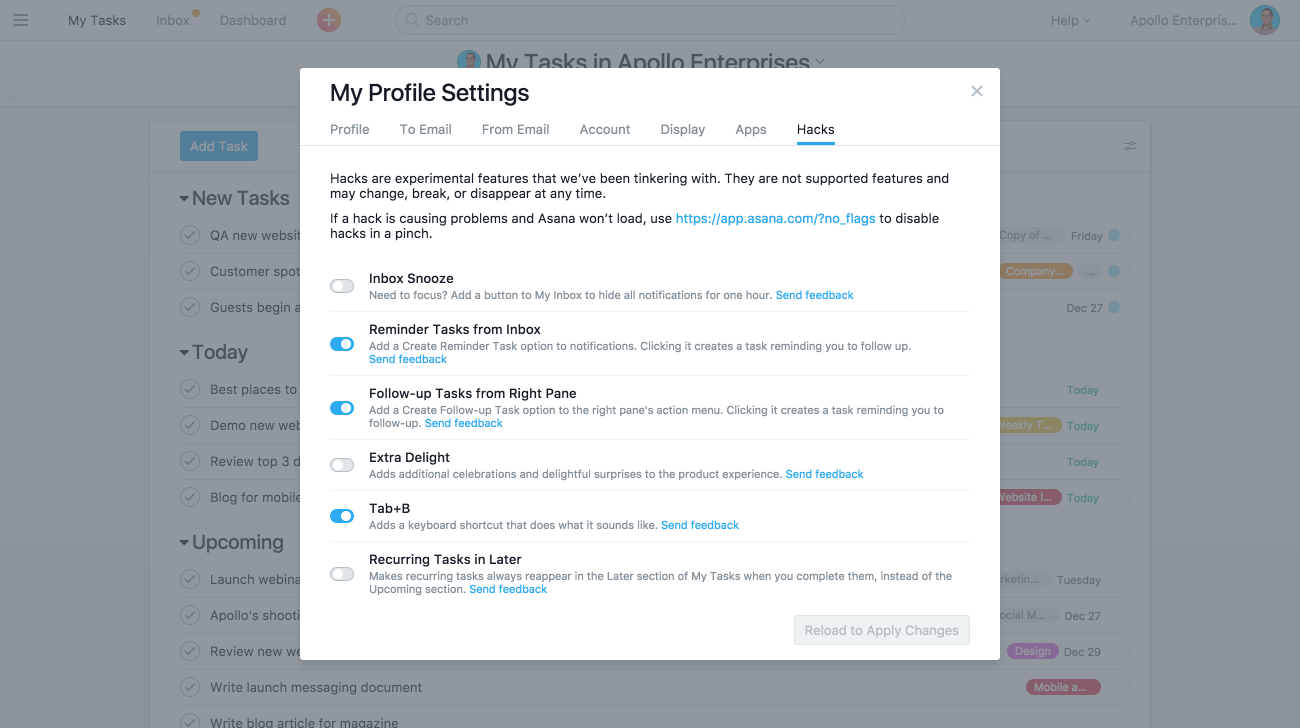 My Tasks
Inbox
Dashboard
Search
Help
Apollo Enterpris...
My Tasks in Apollo Enterprises
My Profile Settings
Profile
To Email
From Email
Account
Display
Apps
Hacks
Hacks are experimental features that we've been tinkering with. They are not supported features and
may change, break, or disappear at any time.
If a hack is causing problems and Asana won't load, use https://app.asana.com/?no_flags to disable
hacks in a pinch.
Inbox Snooze
Need to focus? Add a button to My Inbox to hide all notifications for one hour. Send feedback
Reminder Tasks from Inbox
Add a Create Reminder Task option to notifications. Clicking it creates a task reminding you to follow up.
Send feedback
Follow-up Tasks from Right Pane
Add a Create Follow-up Task option to the right pane's action menu. Clicking it creates a task reminding you to
follow-up. Send feedback
Extra Delight
Adds additional celebrations and delightful surprises to the product experience. Send feedback
Tab+B
Adds a keyboard shortcut that does what it sounds like. Send feedback
Recurring Tasks in Later
Makes recurring tasks always reappear in the Later section of My Tasks when you complete them, instead of the
Upcoming section. Send feedback
Reload to Apply Changes
Add Task
New Tasks
QA new websit
Copy of ...
Friday
Customer spot
Company...
...
Guests begin a
Dec 27
Today
Best places to
Today
Demo new web
Weekly T...
Today
Review top 3 d
Today
Blog for mobile
Website l...
Today
Upcoming
Launch webina
rketin...
Tuesday
Apollo's shooti
ocial M...
Dec 27
Review new we
Design
Dec 29
Write launch messaging document
Mobile a...
Write blog article for magazine